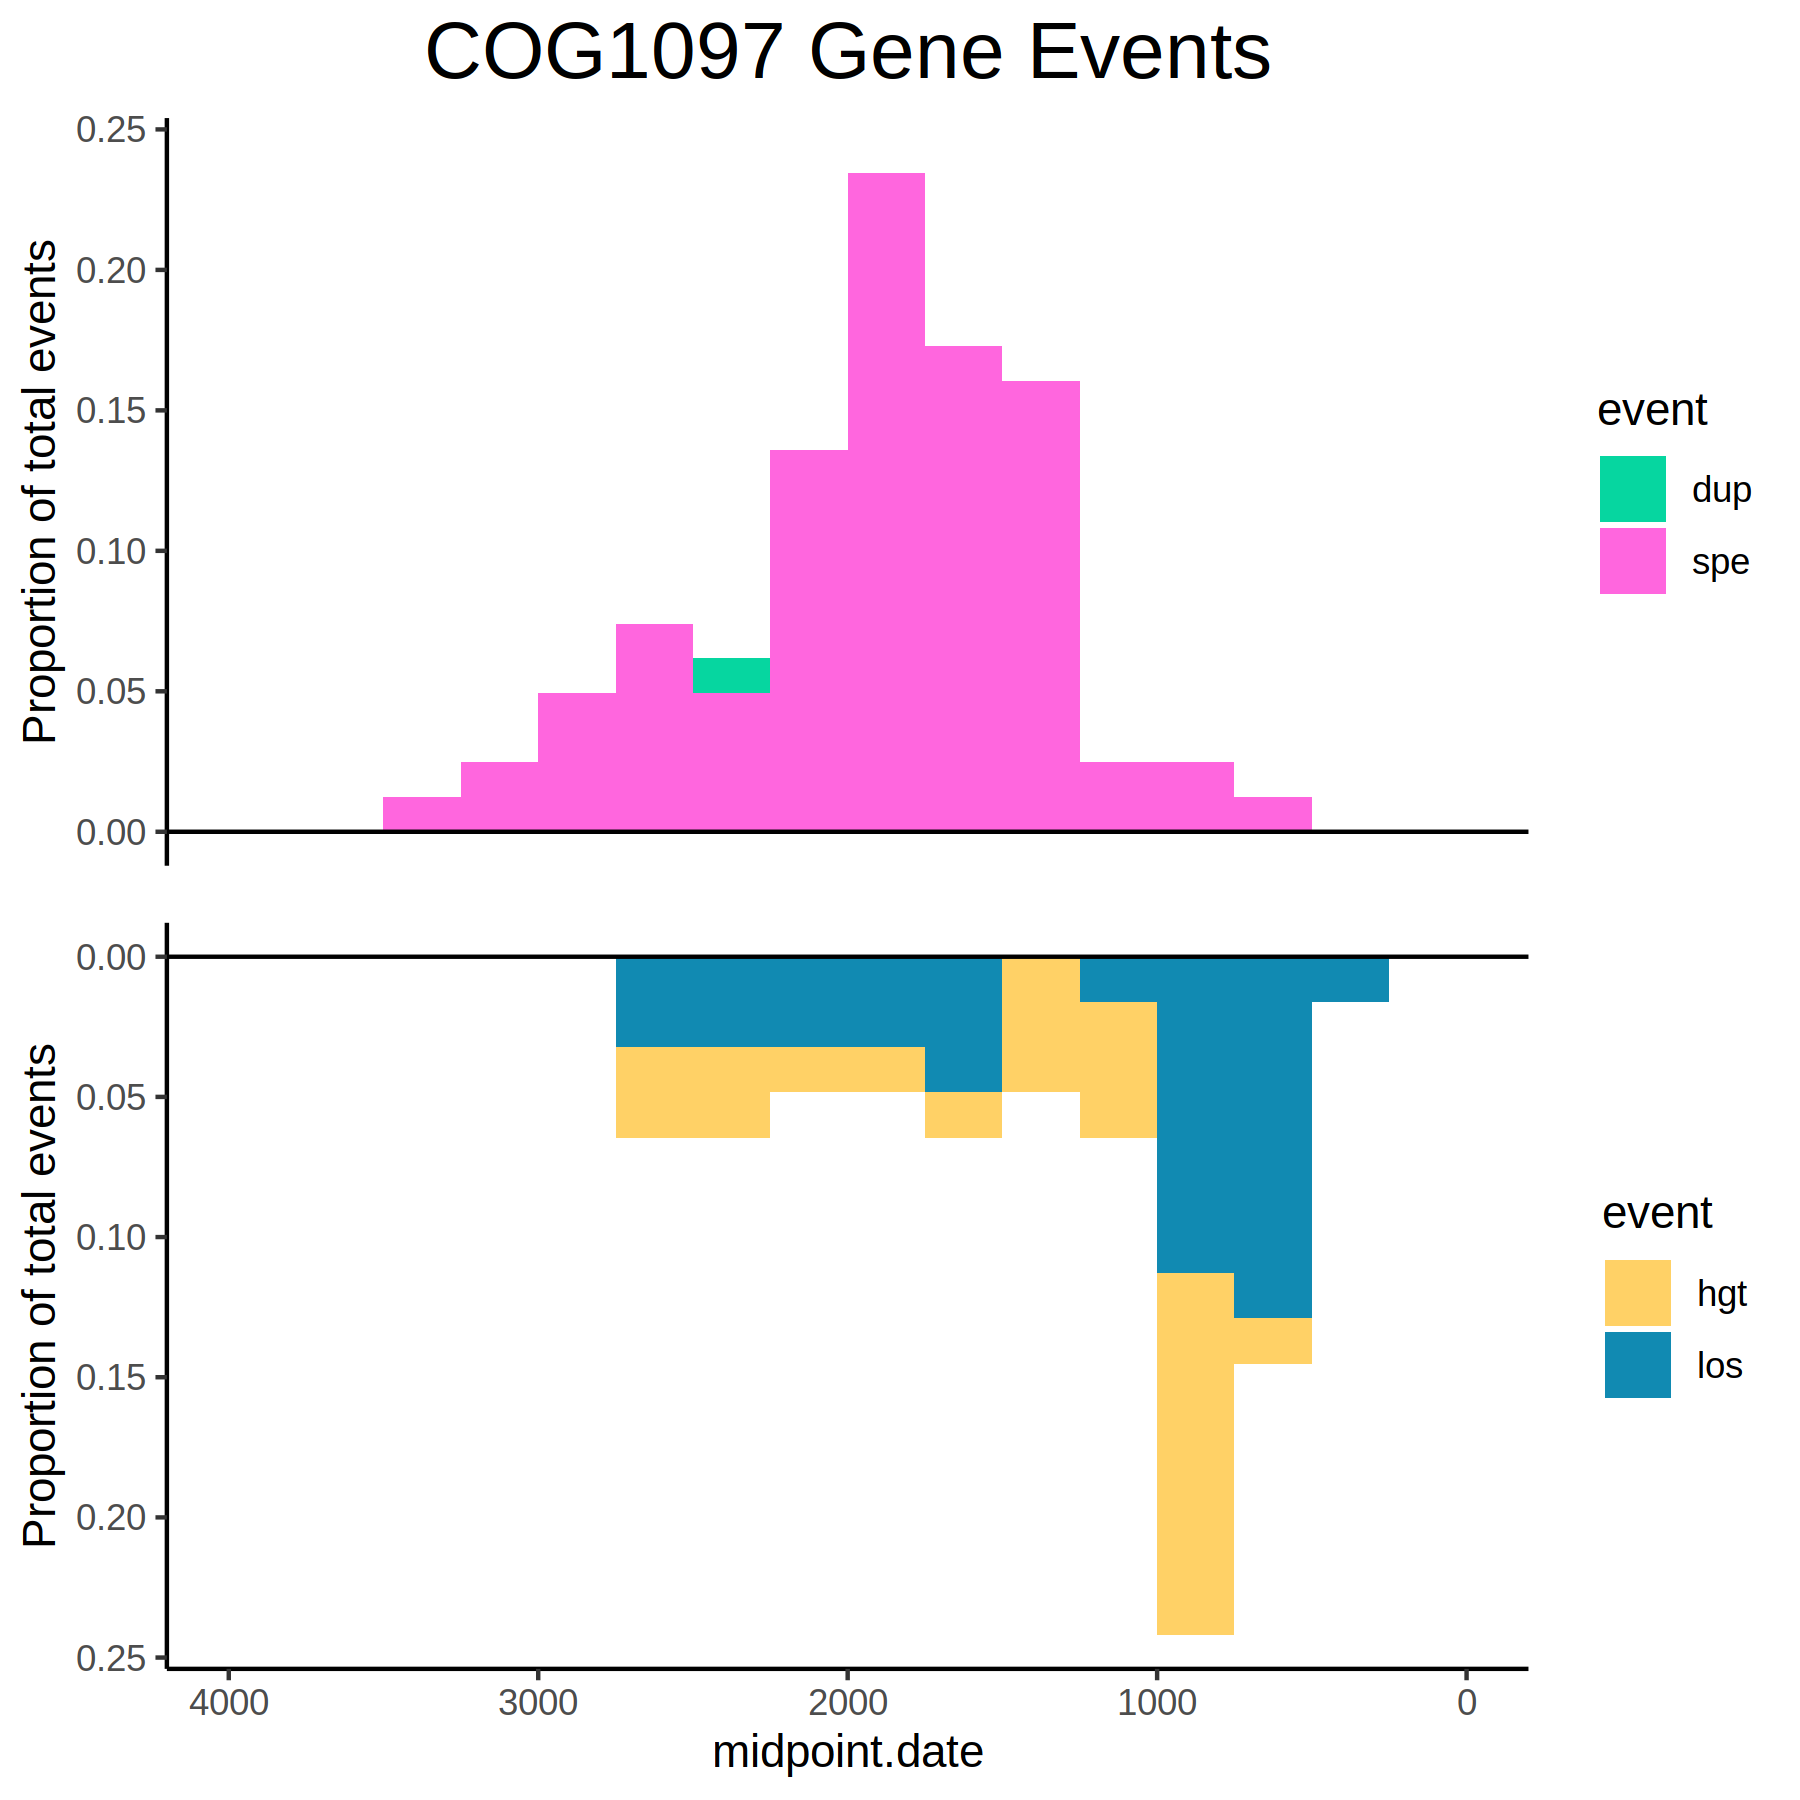 COG1097 Gene Events
0.25
0.20
0.15
0.10
0.05
0.00
Proportion of total events
event
dup
spe
0.00
0.05
0.10
0.15
0.20
0.25
Proportion of total events
event
hgt
los
4000 3000 2000 1000 0
midpoint.date